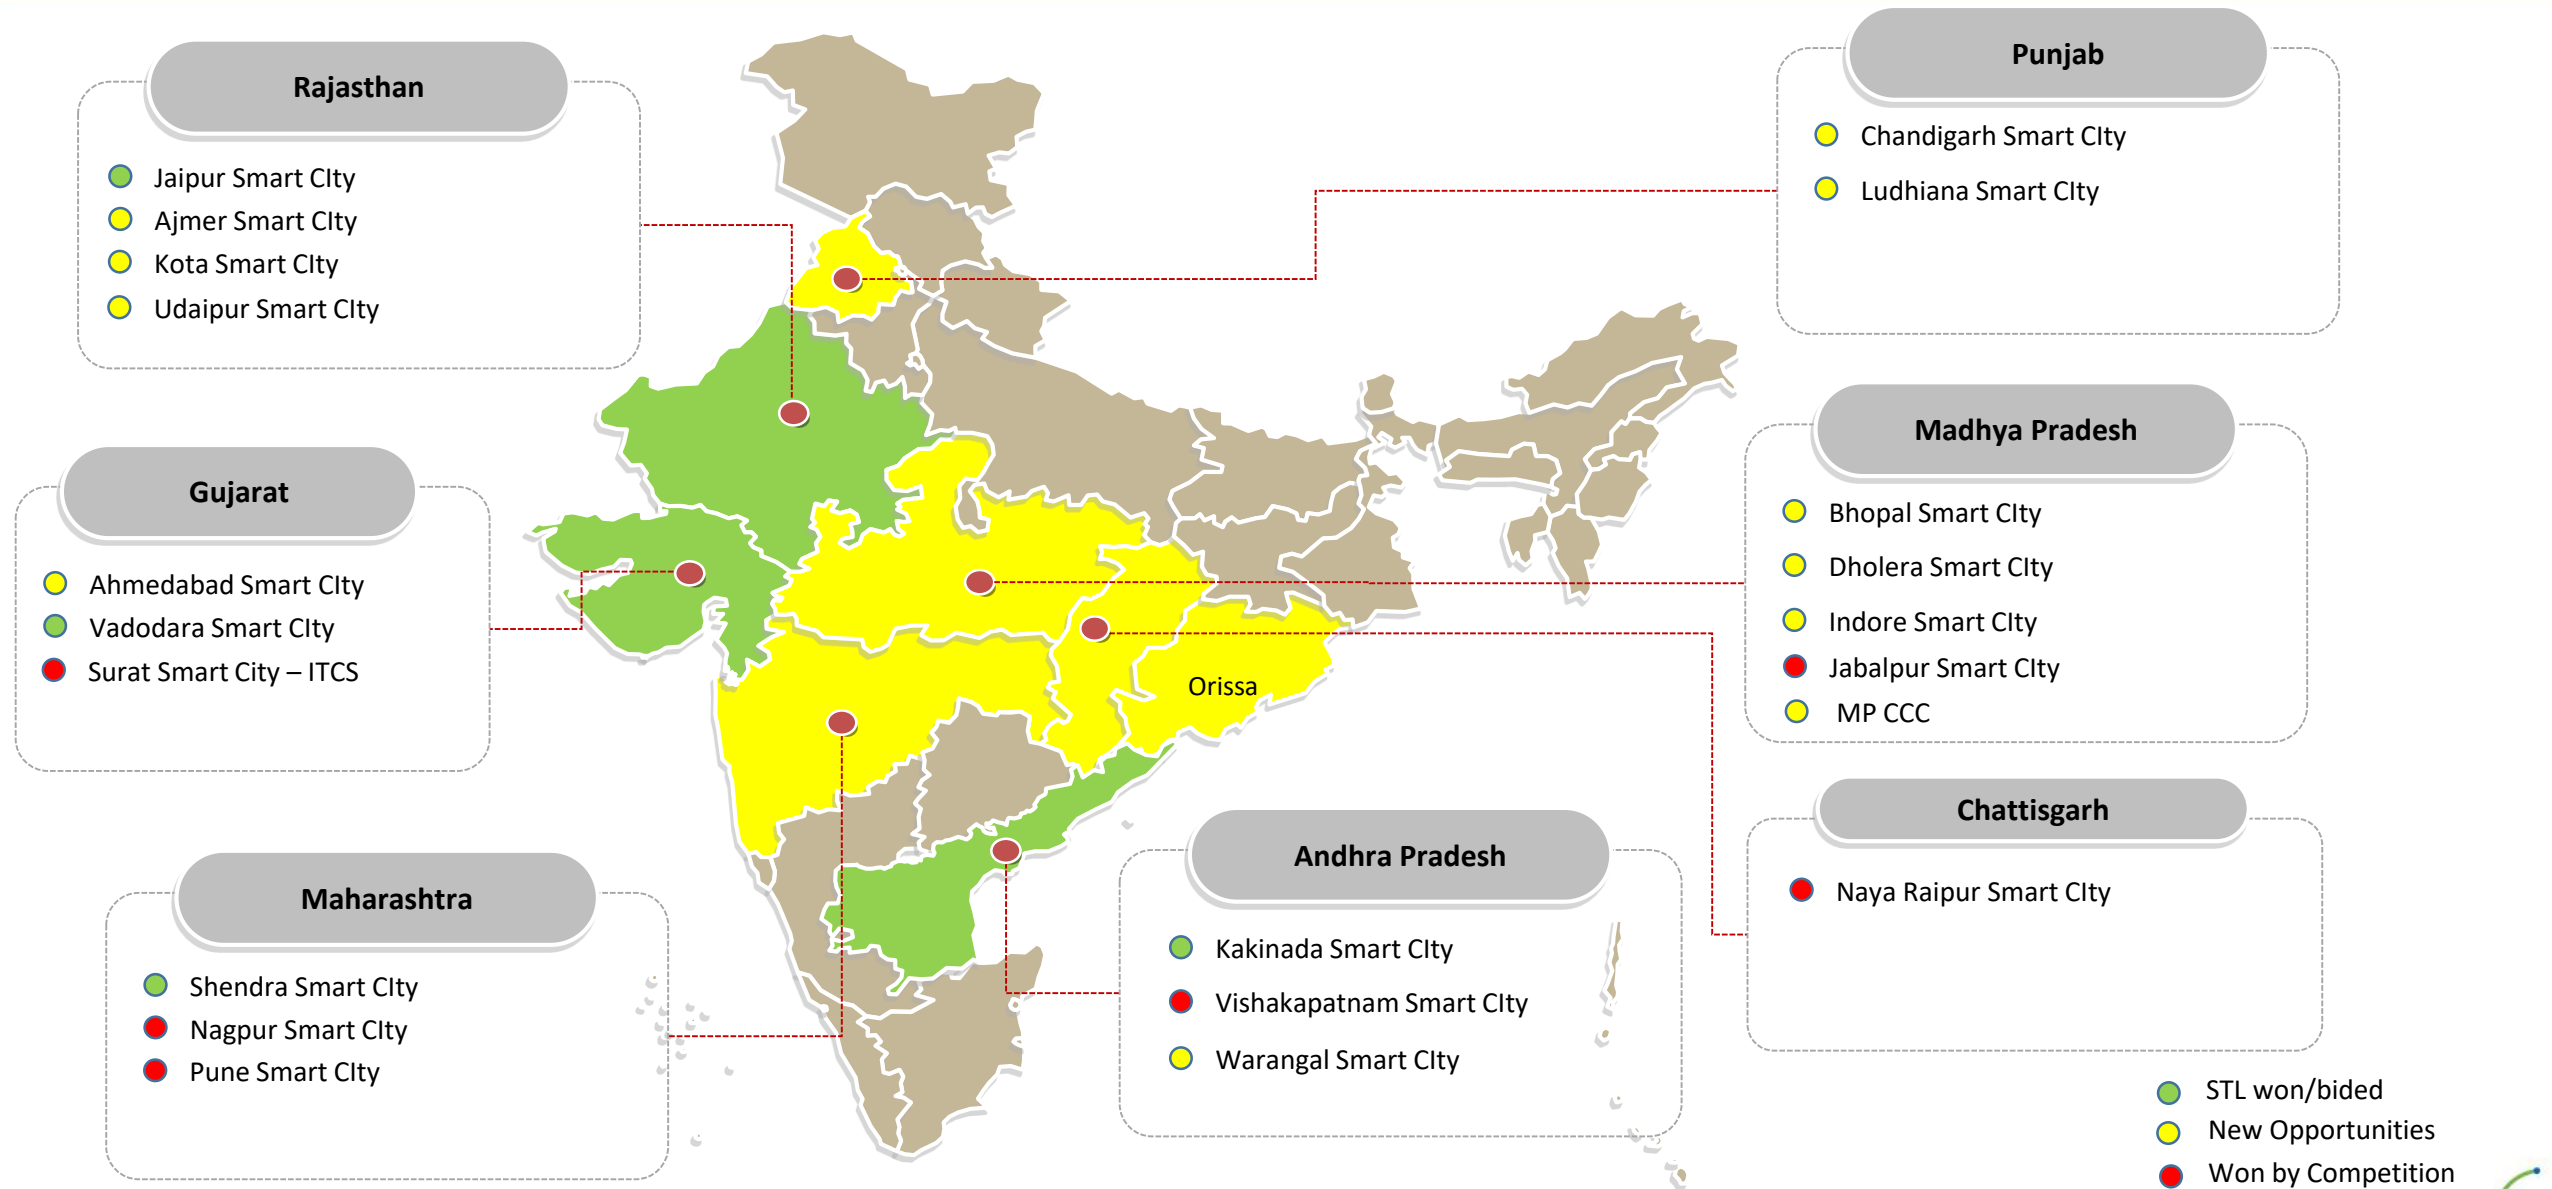 Rajasthan
Jaipur Smart CIty
Ajmer Smart CIty
Kota Smart CIty
Udaipur Smart CIty
Punjab
Chandigarh Smart CIty
Ludhiana Smart CIty
Gujarat
Ahmedabad Smart CIty
Vadodara Smart CIty
Surat Smart City – ITCS
Madhya Pradesh
Bhopal Smart CIty
Dholera Smart CIty
Indore Smart CIty
Jabalpur Smart CIty
MP CCC
Orissa
Maharashtra
Shendra Smart CIty
Nagpur Smart CIty
Pune Smart CIty
Andhra Pradesh
Kakinada Smart CIty
Vishakapatnam Smart CIty
Warangal Smart CIty
Chattisgarh
Naya Raipur Smart CIty
STL won/bided
New Opportunities
Won by Competition